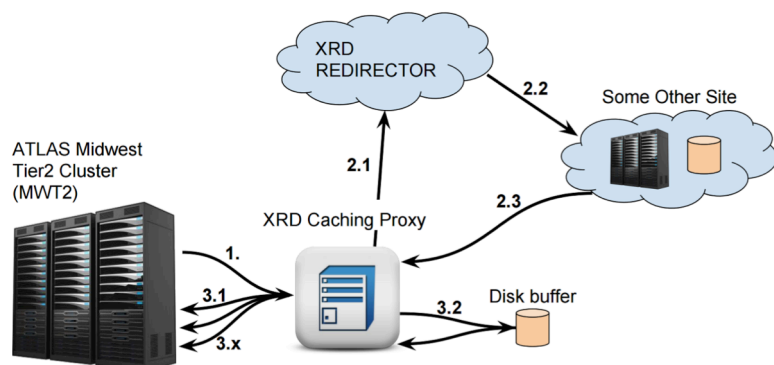 XRD
REDIRECTOR
2.2
Some Other Site
ATLAS Midwest
Tier2 Cluster
(MWT2)
2.1
2.3
XRD Caching Proxy
1.
3.1
3.2
Disk buffer
3.x